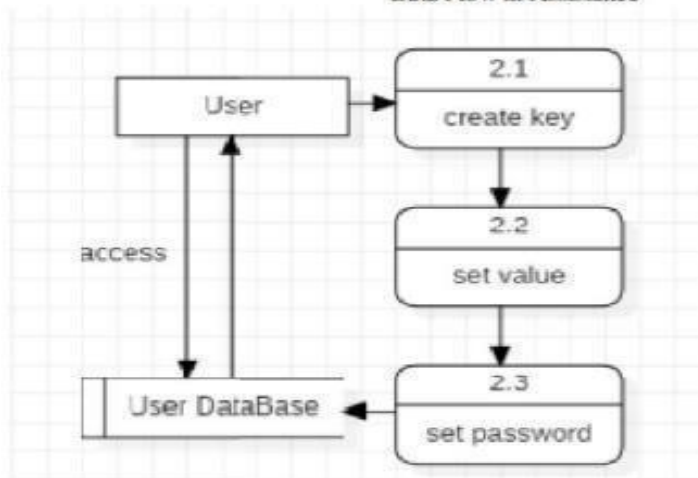 2.1
User
create key
2.2
access
set value
2.3
User DataBase
set password